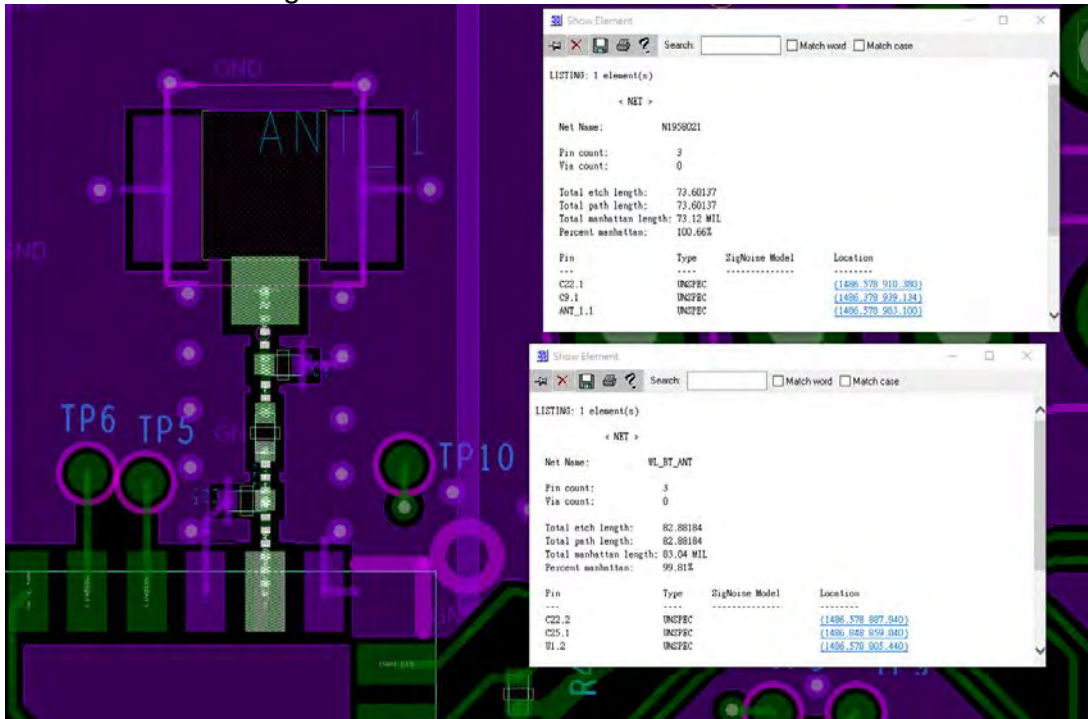 Show Element
Search: Match word Match case
LISTING: 1 element(s)
< NET >
Net Name: N1958021
Pin count: 3
Via count: 0
Total etch length: 73.60137
Total path length: 73.60137
Total manhattan length: 73.12 MIL
Percent manhattan: 100.66%
Pin Type SigNoise Model Location
--- ---- -------------- --------
C22.1 UNSPEC (1486.578 910.380)
C9.1 UNSPEC (1486.378 939.134)
ANT_1.1 UNSPEC (1486.578 983.100)
Show Element
Search: Match word Match case
LISTING: 1 element(s)
< NET >
Net Name: WL_BT_ANT
Pin count: 3
Via count: 0
Total etch length: 82.88184
Total path length: 82.88184
Total manhattan length: 83.04 MIL
Percent manhattan: 99.81%
Pin Type SigNoise Model Location
--- ---- -------------- --------
C22.2 UNSPEC (1486.578 887.940)
C25.1 UNSPEC (1486.848 859.040)
U1.2 UNSPEC (1486.578 805.440)
GND
ANT_1
GND
TP6
TP5
TP10